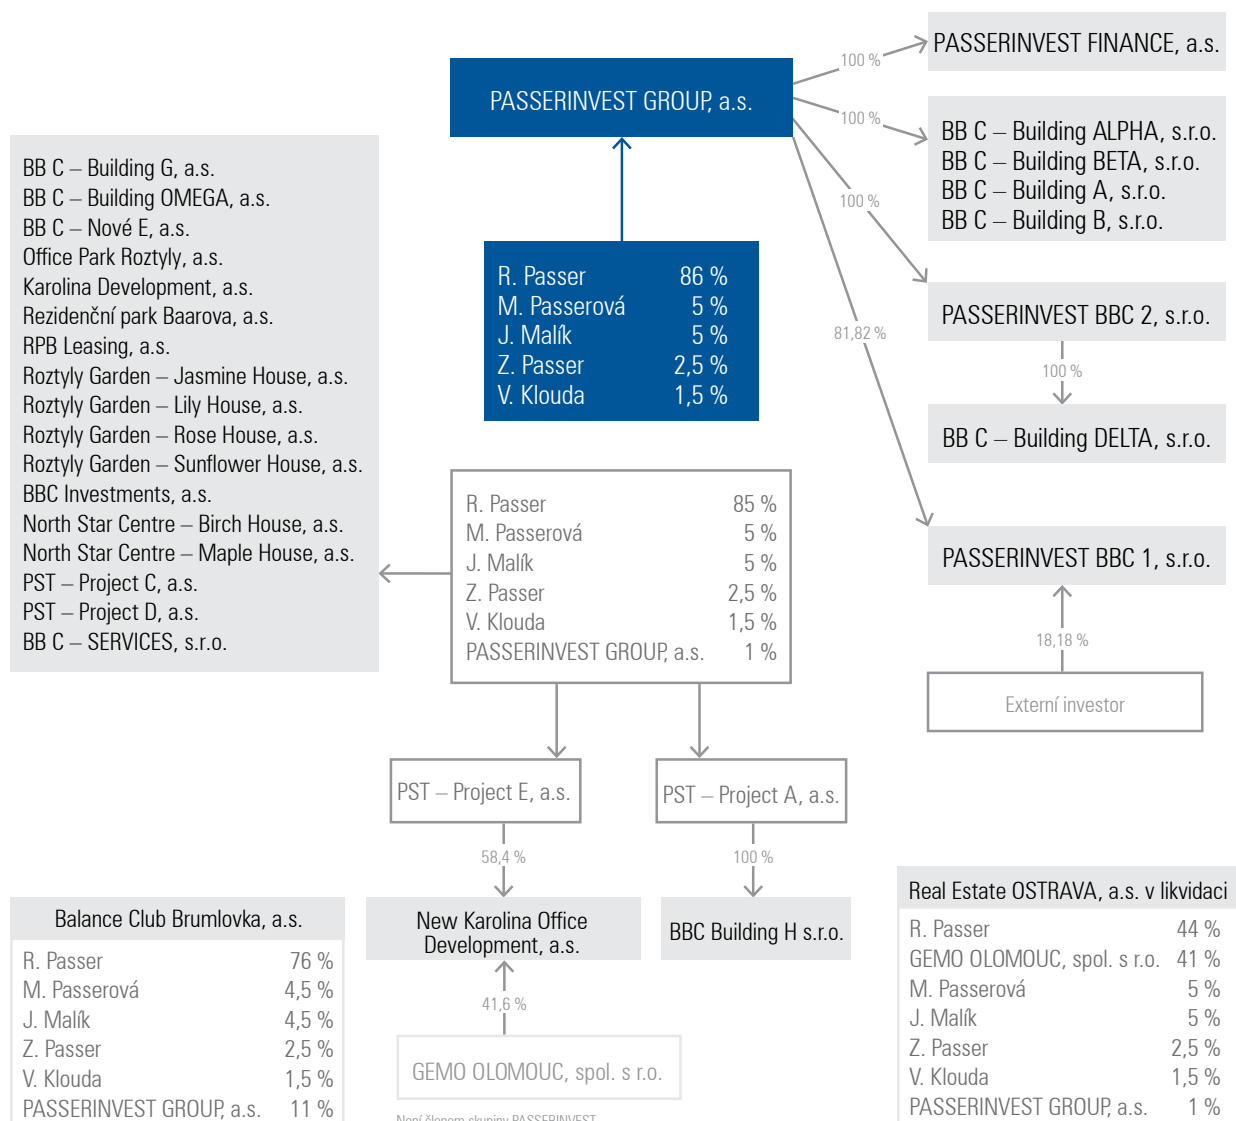 PASSERINVEST GROUP, a.s.
100 %
PASSERINVEST FINANCE, a.s.
100 %
BB C – Building ALPHA, s.r.o.
BB C – Building BETA, s.r.o.
BB C – Building A, s.r.o.
BB C – Building B, s.r.o.
100 %
PASSERINVEST BBC 2, s.r.o.
100 %
BB C – Building DELTA, s.r.o.
81,82 %
PASSERINVEST BBC 1, s.r.o.
18,18 %
Externí investor
R. Passer 86 %
M. Passerová 5 %
J. Malík 5 %
Z. Passer 2,5 %
V. Klouda 1,5 %
BB C – Building G, a.s.
BB C – Building OMEGA, a.s.
BB C – Nové E, a.s.
Office Park Roztyly, a.s.
Karolina Development, a.s.
Rezidenční park Baarova, a.s.
RPB Leasing, a.s.
Roztyly Garden – Jasmine House, a.s.
Roztyly Garden – Lily House, a.s.
Roztyly Garden – Rose House, a.s.
Roztyly Garden – Sunflower House, a.s.
BBC Investments, a.s.
North Star Centre – Birch House, a.s.
North Star Centre – Maple House, a.s.
PST – Project C, a.s.
PST – Project D, a.s.
BB C – SERVICES, s.r.o.
R. Passer 85 %
M. Passerová 5 %
J. Malík 5 %
Z. Passer 2,5 %
V. Klouda 1,5 %
PASSERINVEST GROUP, a.s. 1 %
PST – Project E, a.s.
PST – Project A, a.s.
58,4 %
100 %
New Karolina Office
Development, a.s.
BBC Building H s.r.o.
41,6 %
GEMO OLOMOUC, spol. s r.o.
Není členem skupiny PASSERINVEST
Balance Club Brumlovka, a.s.
R. Passer 76 %
M. Passerová 4,5 %
J. Malík 4,5 %
Z. Passer 2,5 %
V. Klouda 1,5 %
PASSERINVEST GROUP, a.s. 11 %
Real Estate OSTRAVA, a.s. v likvidaci
R. Passer 44 %
GEMO OLOMOUC, spol. s r.o. 41 %
M. Passerová 5 %
J. Malík 5 %
Z. Passer 2,5 %
V. Klouda 1,5 %
PASSERINVEST GROUP, a.s. 1 %